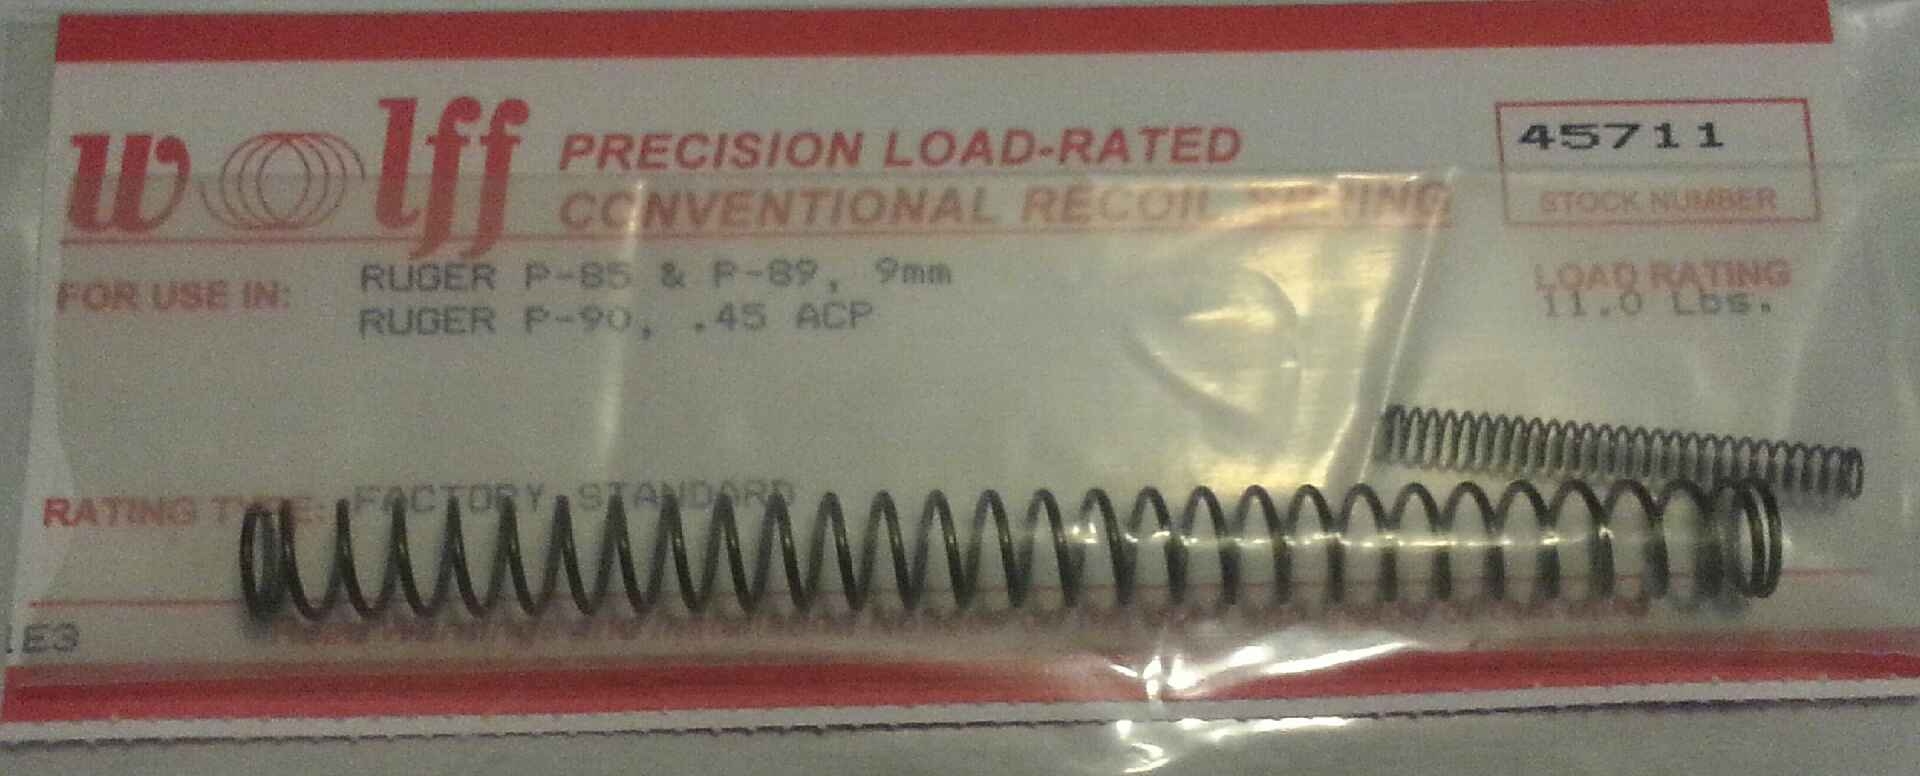 wolff
PRECISION LOAD-RATED
CONVENTIONAL RECOIL SPRING
45711
STOCK NUMBER
FOR USE IN:
RUGER P-85 & P-89, 9mm
RUGER P-90, .45 ACP
LOAD RATING
11.0 Lbs.
RATING TYPE: FACTORY STANDARD
E3